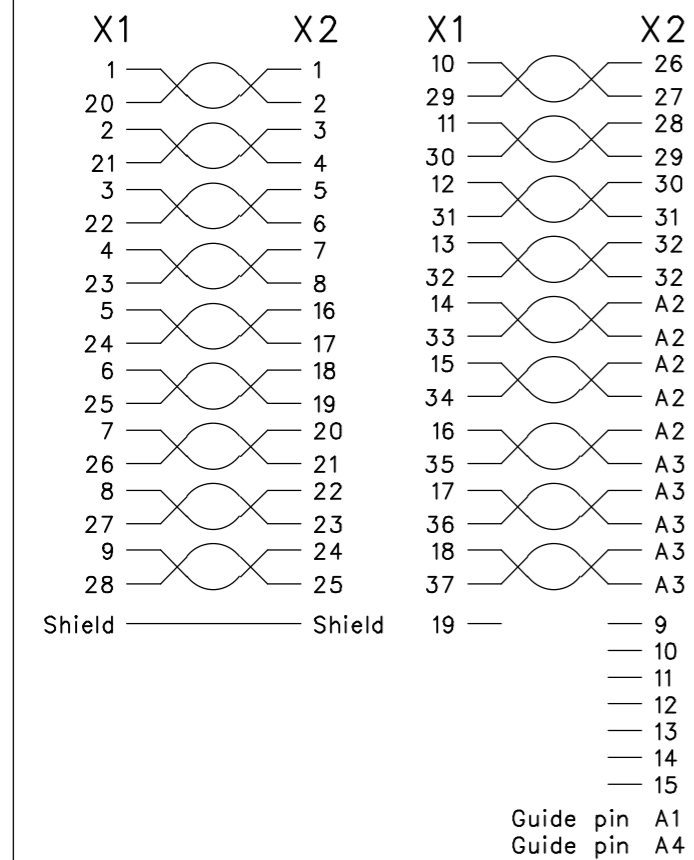 X1 X2 X1 X2
1 1 10 26
20 2 29 27
2 3 11 28
21 4 30 29
3 5 12 30
22 6 31 31
4 7 13 32
23 8 32 32
5 16 14 A2
24 17 33 A2
6 18 15 A2
25 19 34 A2
7 20 16 A2
26 21 35 A3
8 22 17 A3
27 23 36 A3
9 24 18 A3
28 25 37 A3
Shield Shield 19 9
10
11
12
13
14
15
Guide pin A1
Guide pin A4